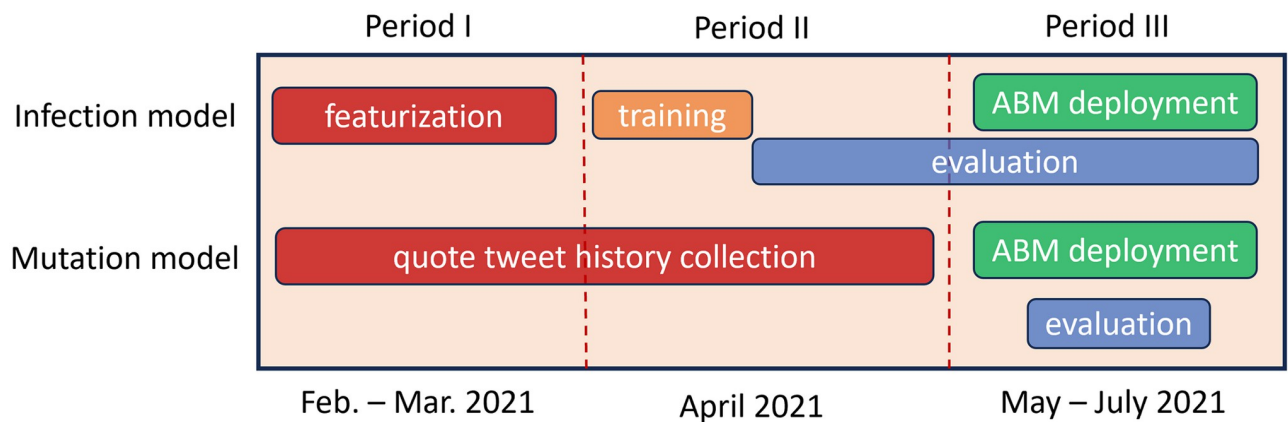 Period I
Period II
Period III
Infection model
featurization
training
ABM deployment
evaluation
Mutation model
quote tweet history collection
ABM deployment
evaluation
Feb. – Mar. 2021
April 2021
May – July 2021